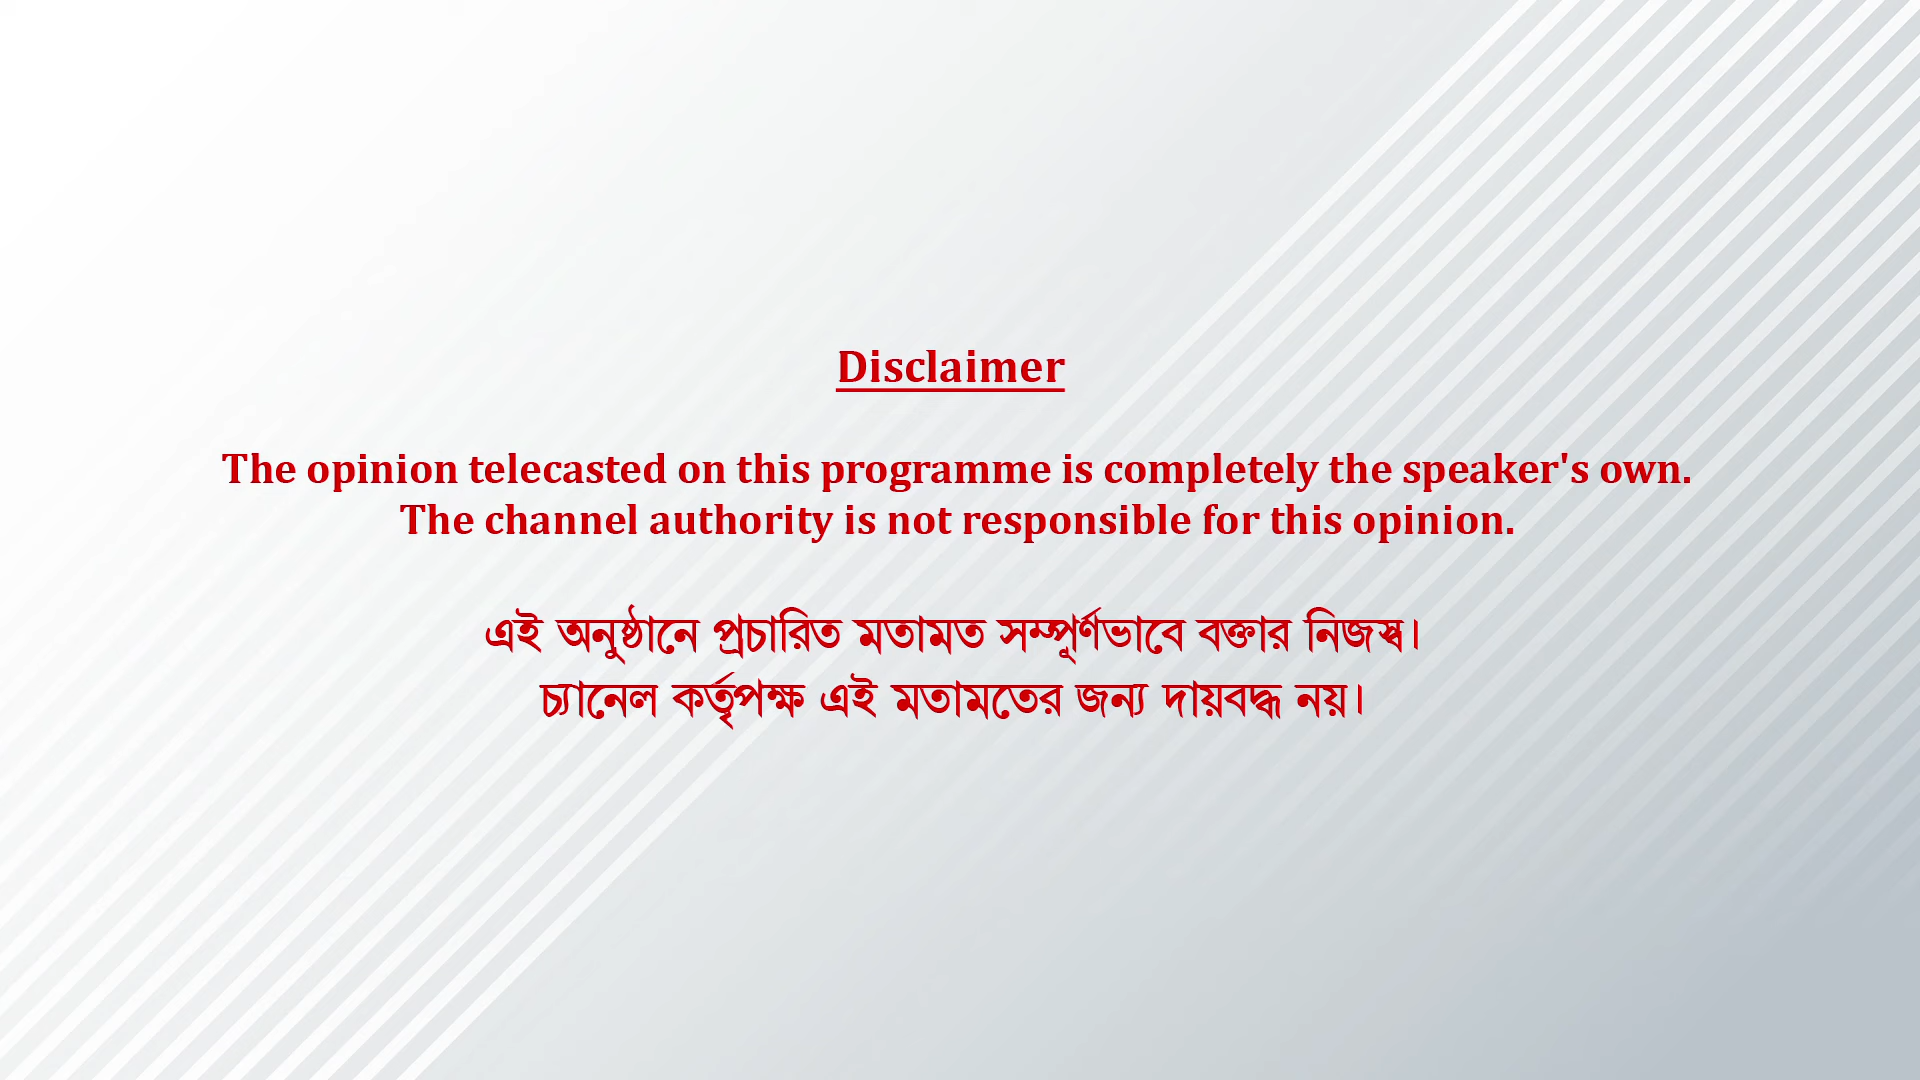 Disclaimer
The opinion telecasted on this programme is completely the speaker's own.
The channel authority is not responsible for this opinion.
এই অনুষ্ঠানে প্রচারিত মতামত সম্পূর্ণভাবে বক্তার নিজস্ব।
চ্যানেল কর্তৃপক্ষ এই মতামতের জন্য দায়বদ্ধ নয়।